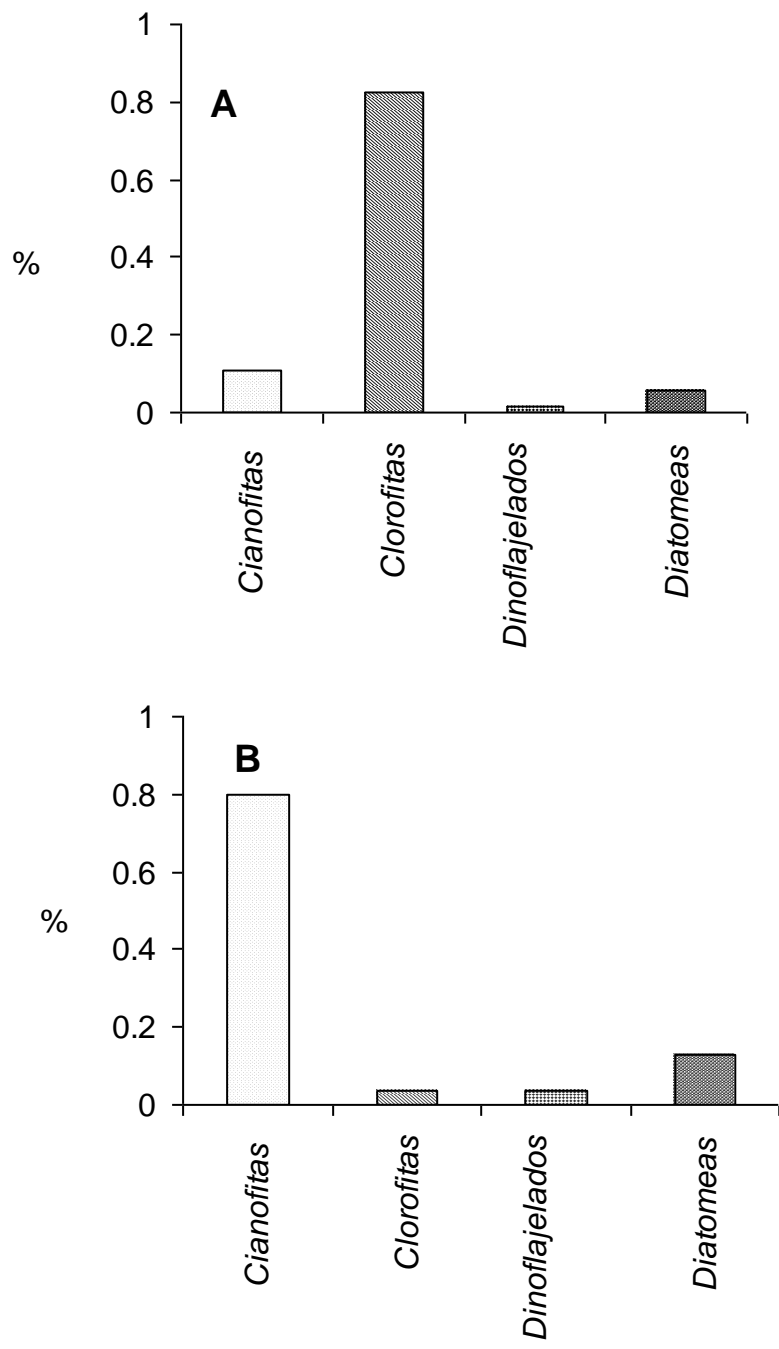 1
A
0.8
0.6
%
0.4
0.2
0
Cianofitas
Clorofitas
Dinoflajelados
Diatomeas
1
B
0.8
0.6
%
0.4
0.2
0
Cianofitas
Clorofitas
Dinoflajelados
Diatomeas